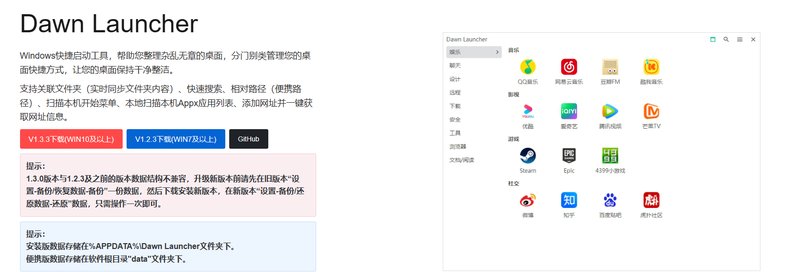 Dawn Launcher
Windows快捷启动工具，帮助您整理杂乱无章的桌面，分门别类管理您的桌
面快捷方式，让您的桌面保持干净整洁。
支持关联文件夹（实时同步文件夹内容）、快速搜索、相对路径（便携路
径）、扫描本机开始菜单、本地扫描本机Appx应用列表、添加网址并一键获
取网址信息。
V1.3.3下载(WIN10及以上)
V1.2.3下载(WIN7及以上)
GitHub
提示：
1.3.0版本与1.2.3及之前的版本数据结构不兼容，升级新版本前请先在旧版本“设
置-备份/恢复数据-备份”一份数据，然后下载安装新版本，在新版本“设置-备份/还
原数据-还原”数据，只需操作一次即可。
提示：
安装版数据存储在%APPDATA%\Dawn Launcher文件夹下。
便携版数据存储在软件根目录"data"文件夹下。
Dawn Launcher
娱乐
聊天
设计
远程
下载
安全
工具
浏览器
文档/阅读
音乐
QQ音乐
网易云音乐
豆瓣FM
酷我音乐
影视
优酷
爱奇艺
腾讯视频
芒果TV
游戏
Steam
Epic
4399小游戏
社交
微博
知乎
百度贴吧
虎扑社区